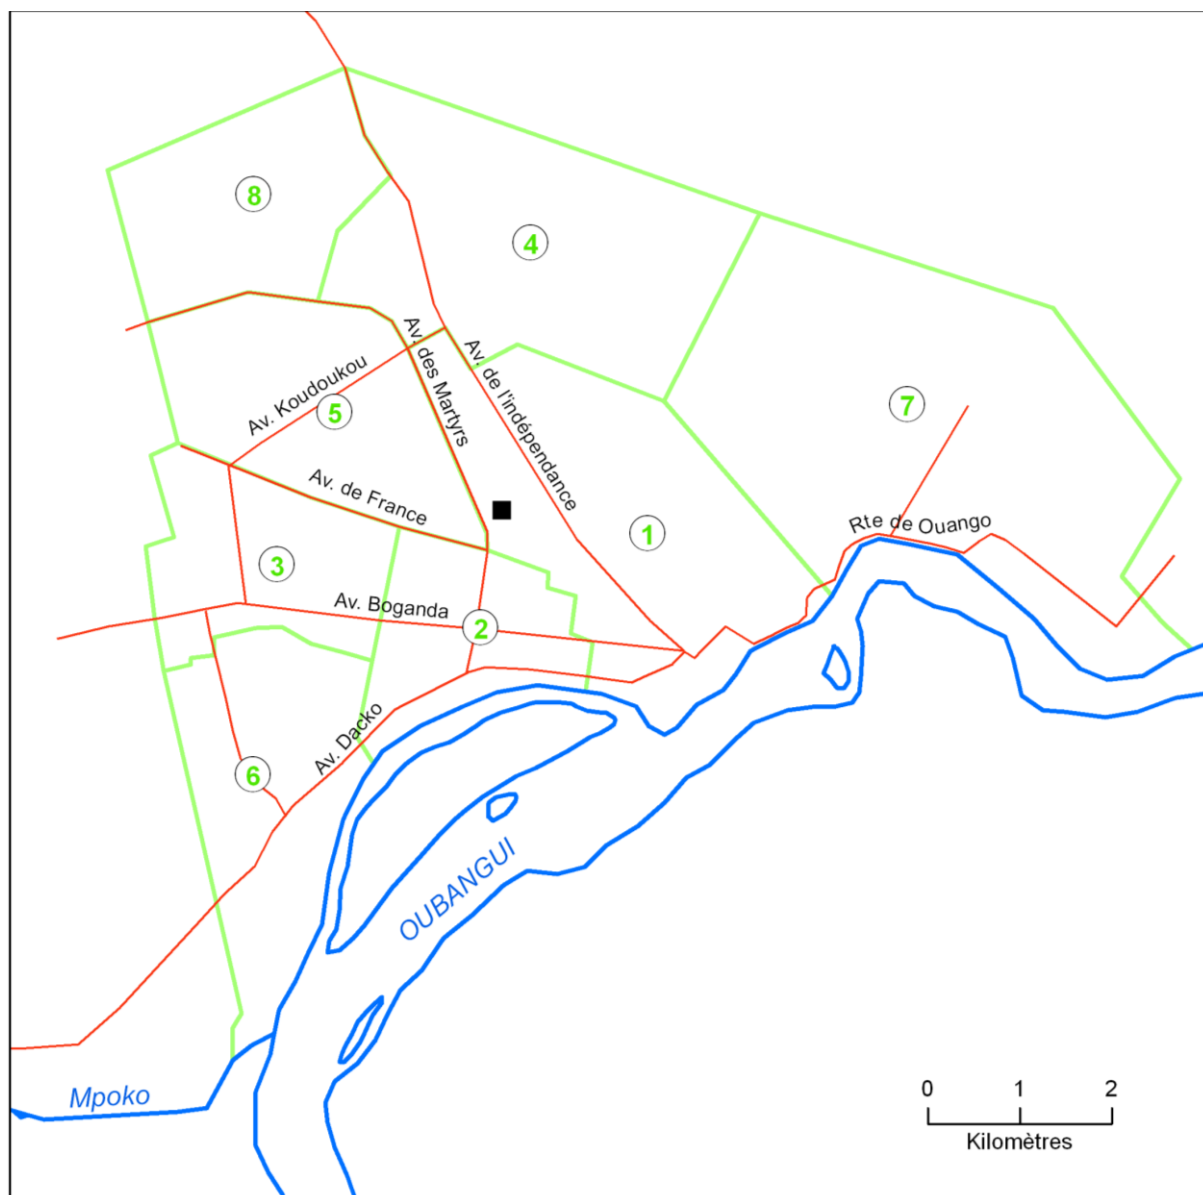 8
4
Av. des Martyrs
Av. de l'indépendance
Av. Koudoukou
5
7
Av. de France
Rte de Ouango
1
3
Av. Boganda
2
Av. Dacko
6
OUBANGUI
Mpoko
0 1 2
Kilomètres